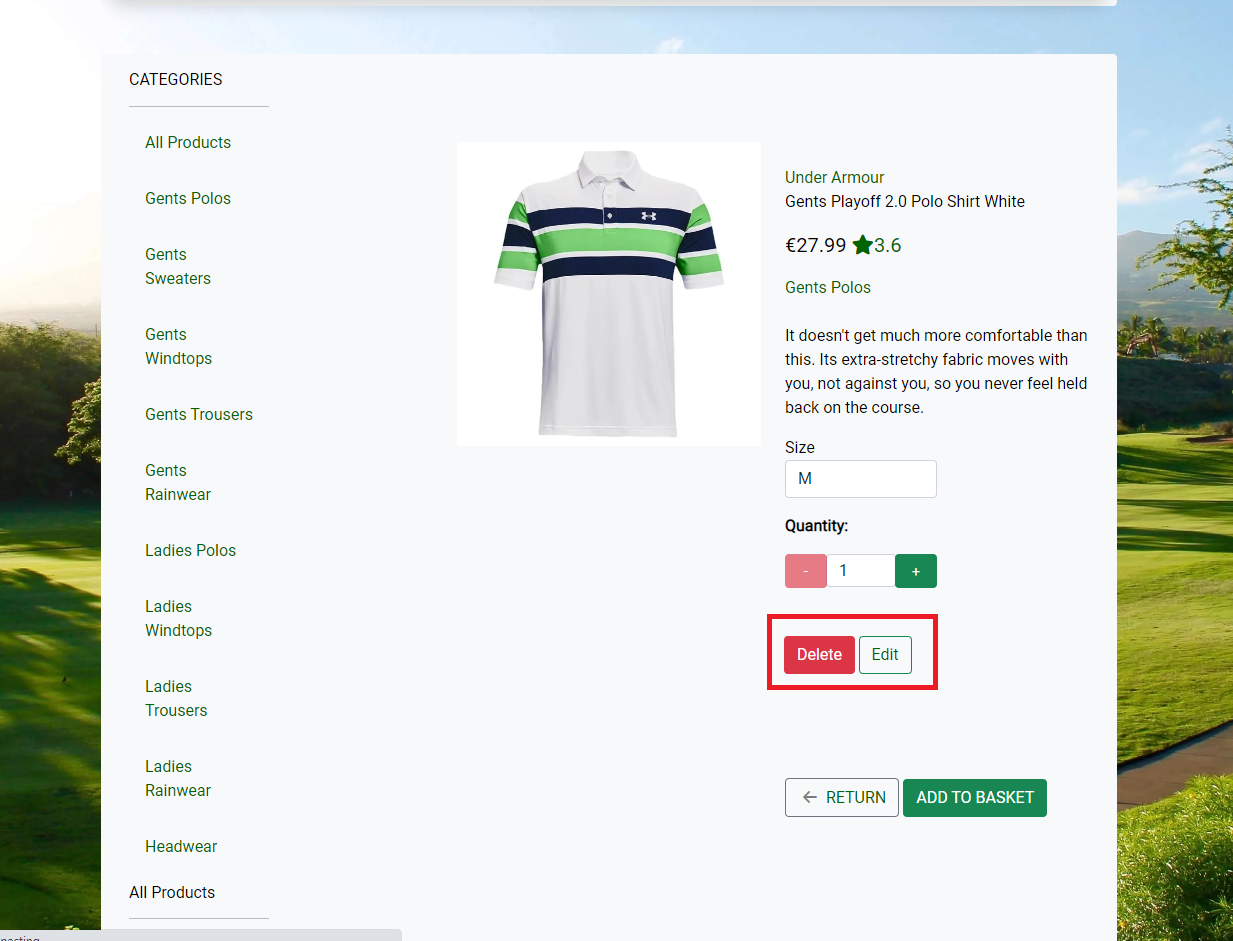 CATEGORIES
All Products
Gents Polos
Gents
Sweaters
Gents
Windtops
Gents Trousers
Gents
Rainwear
Ladies Polos
Ladies
Windtops
Ladies
Trousers
Ladies
Rainwear
Headwear
All Products
Under Armour
Gents Playoff 2.0 Polo Shirt White
€27.99 3.6
Gents Polos
It doesn't get much more comfortable than
this. Its extra-stretchy fabric moves with
you, not against you, so you never feel held
back on the course.
Size
M
Quantity:
- 1 +
Delete Edit
← RETURN ADD TO BASKET